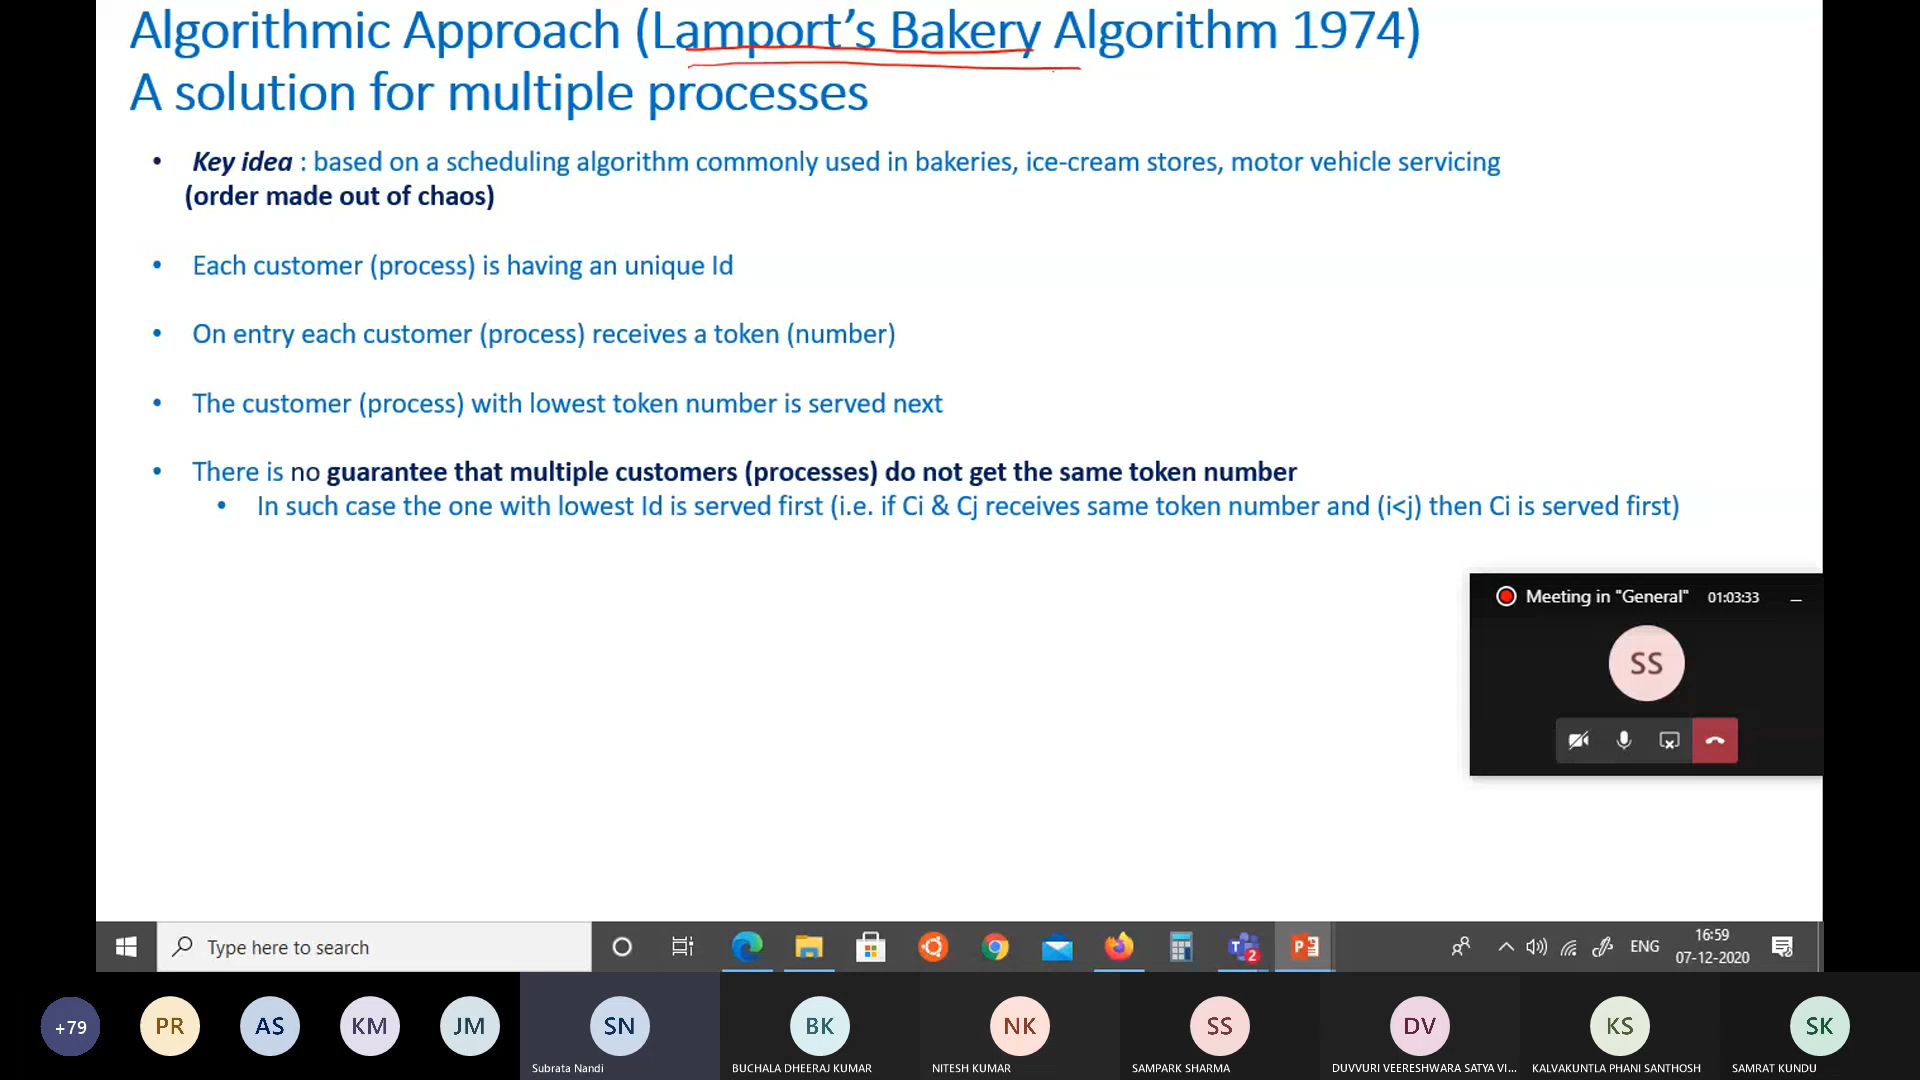 Algorithmic Approach (Lamport's Bakery Algorithm 1974)
A solution for multiple processes
• Key idea : based on a scheduling algorithm commonly used in bakeries, ice-cream stores, motor vehicle servicing
(order made out of chaos)
• Each customer (process) is having an unique Id
• On entry each customer (process) receives a token (number)
• The customer (process) with lowest token number is served next
• There is no guarantee that multiple customers (processes) do not get the same token number
• In such case the one with lowest Id is served first (i.e. if Ci & Cj receives same token number and (i<j) then Ci is served first)
Meeting in "General" 01:03:33
SS
Type here to search
2
ENG
16:59
07-12-2020
+79 PR AS KM JM SN BK NK SS DV KS SK
Subrata Nandi BUCHALA DHEERAJ KUMAR NITESH KUMAR SAMPARK SHARMA DUVVURI VEERESHWARA SATYA VI... KALVAKUNTLA PHANI SANTHOSH SAMRAT KUNDU